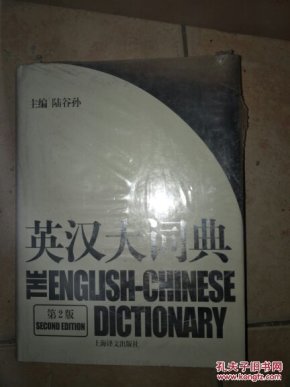 主编 陆谷孙
英汉大词典
THE ENGLISH-CHINESE
第2版
SECOND EDITION
DICTIONARY
上海译文出版社
孔夫子旧书网